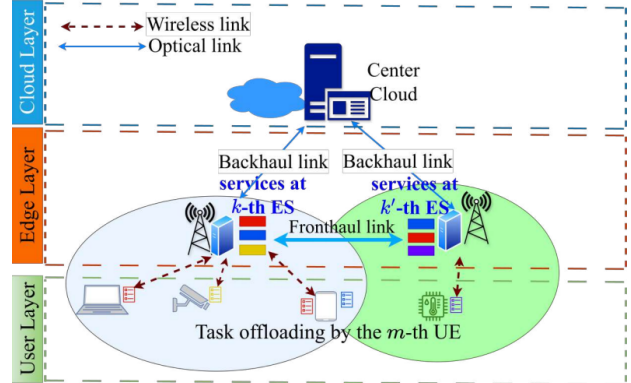 Cloud Layer
Wireless link
Optical link
Center
Cloud
Edge Layer
Backhaul link
Backhaul link
services at
k-th ES
services at
k′-th ES
Fronthaul link
User Layer
Task offloading by the m-th UE